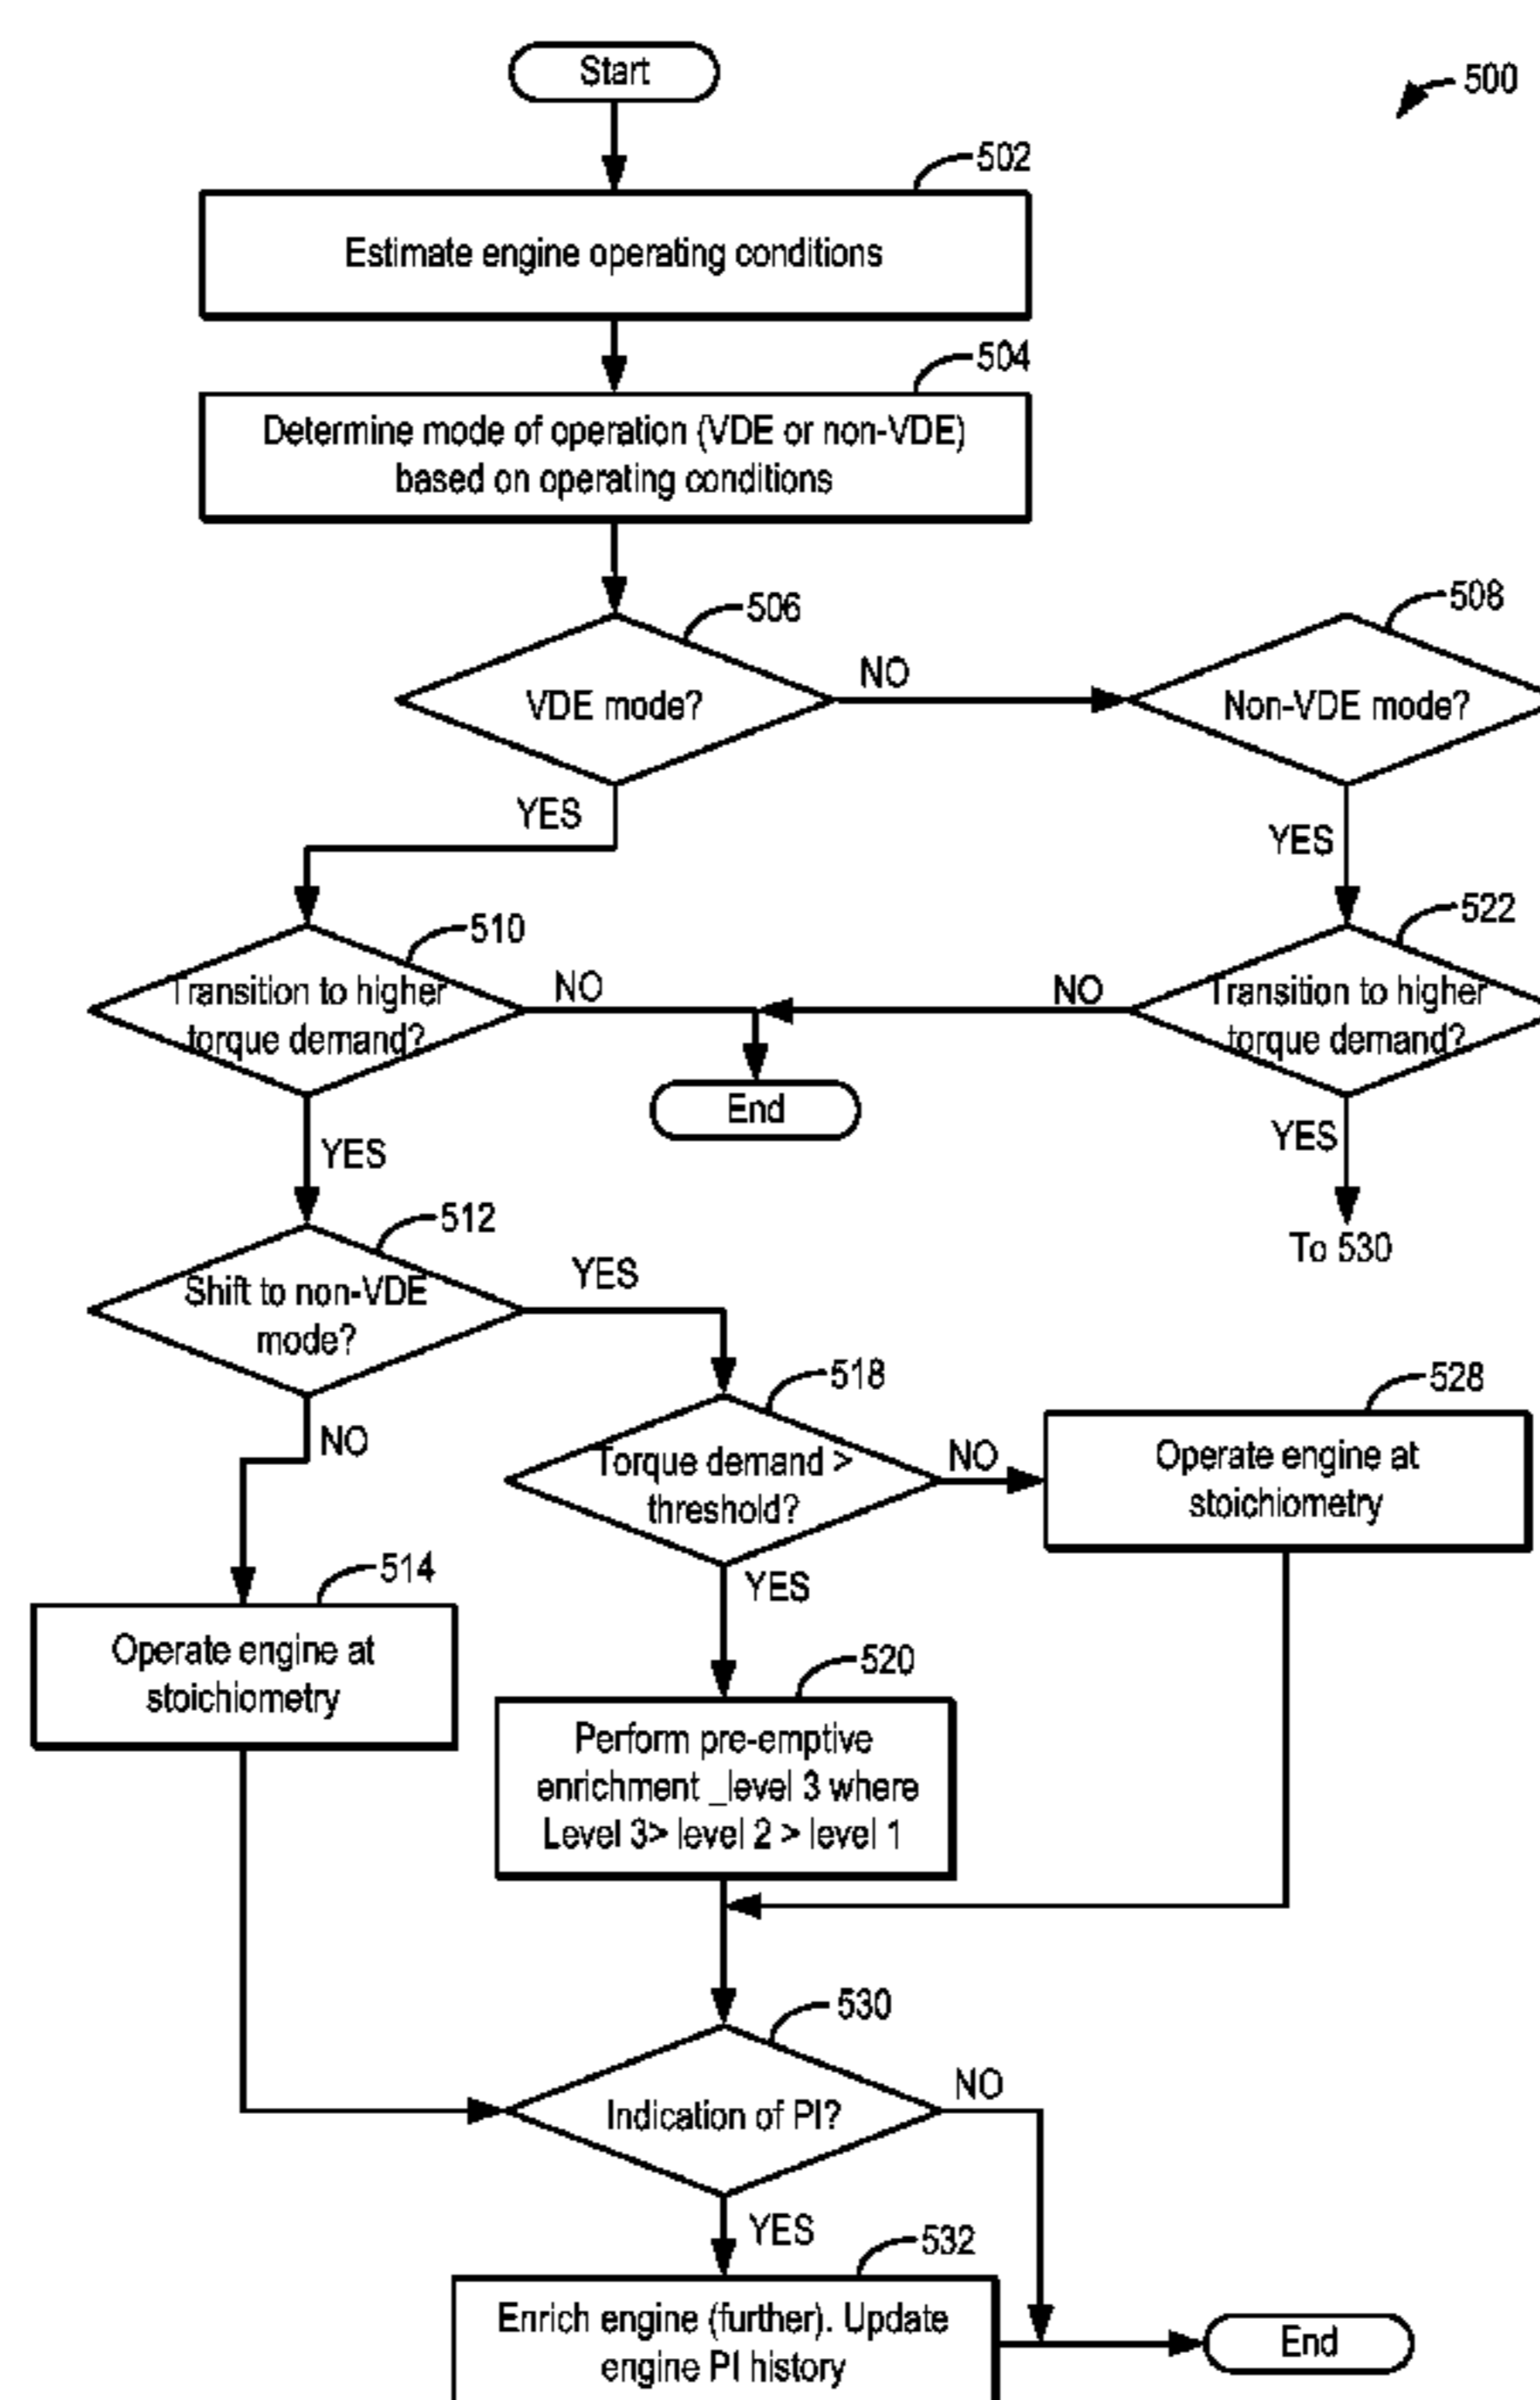 Start
500
502
Estimate engine operating conditions
504
Determine mode of operation (VDE or non-VDE)
based on operating conditions
506
VDE mode?
NO
508
Non-VDE mode?
YES
YES
510
Transition to higher
torque demand?
NO
NO
522
Transition to higher
torque demand?
End
YES
YES
To 530
512
Shift to non-VDE
mode?
YES
NO
518
Torque demand >
threshold?
NO
528
Operate engine at
stoichiometry
YES
514
Operate engine at
stoichiometry
520
Perform pre-emptive
enrichment _level 3 where
Level 3> level 2 > level 1
530
Indication of PI?
NO
YES
532
Enrich engine (further). Update
engine PI history
End